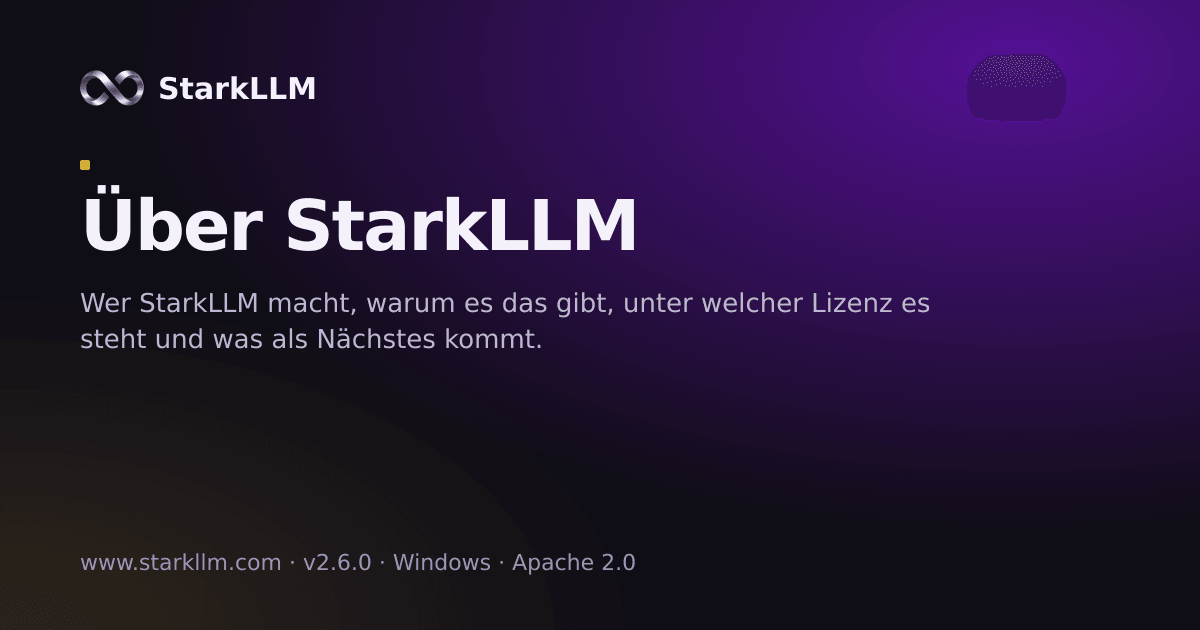 StarkLLM
Über StarkLLM
Wer StarkLLM macht, warum es das gibt, unter welcher Lizenz es
steht und was als Nächstes kommt.
www.starkllm.com · v2.6.0 · Windows · Apache 2.0